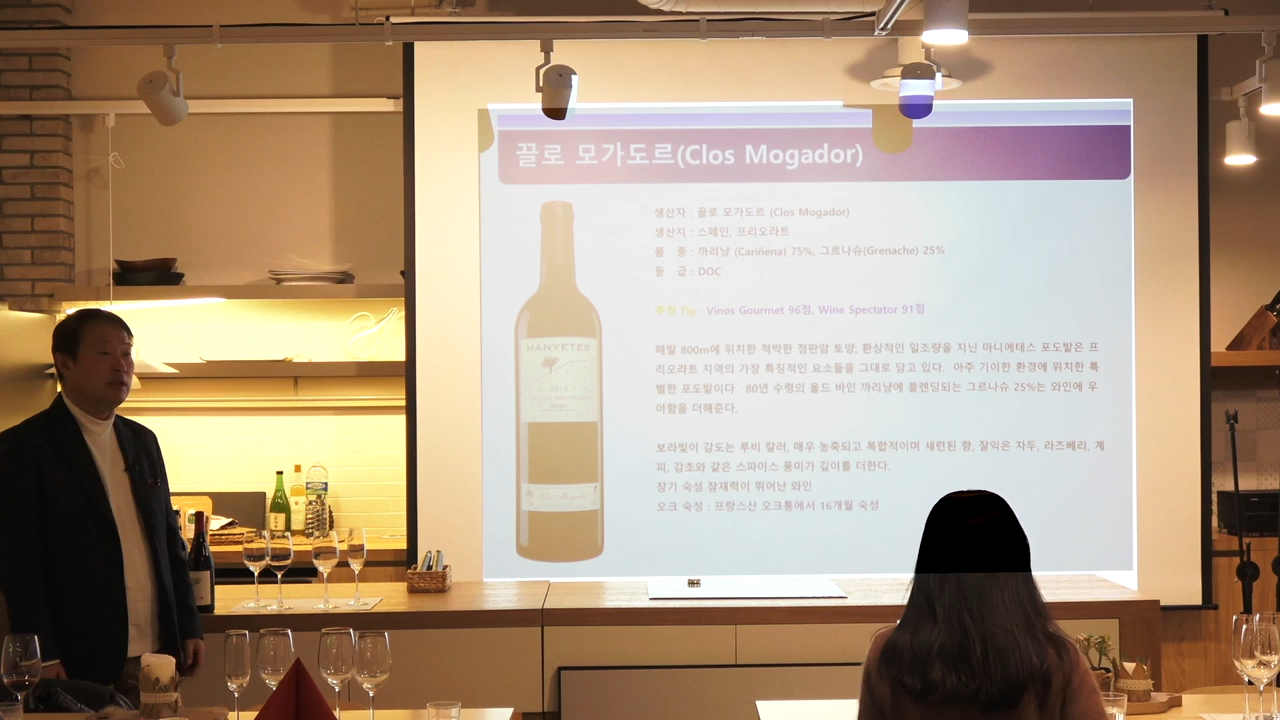 끌로 모가도르(Clos Mogador)
생산자 : 끌로 모가도르 (Clos Mogador)
생산지 : 스페인, 프리오라트
품 종 : 까리냥 (Cariñena) 75%, 그르나슈(Grenache) 25%
등 급 : DOC
추천 Tip Vinos Gourmet 96점, Wine Spectator 91점
해발 800m에 위치한 척박한 점판암 토양, 환상적인 일조량을 지닌 마니에테스 포도밭은 프
리오라트 지역의 가장 특징적인 요소들을 그대로 담고 있다. 아주 기이한 환경에 위치한 특
별한 포도밭이다. 80년 수령의 올드 바인 까리냥에 블렌딩되는 그르나슈 25%는 와인에 우
아함을 더해준다.
보라빛이 감도는 루비 칼러, 매우 농축되고 복합적이며 세련된 향, 잘익은 자두, 라즈베리, 계
피, 감초와 같은 스파이스 풍미가 깊이를 더한다.
장기 숙성 잠재력이 뛰어난 와인
오크 숙성 : 프랑스산 오크통에서 16개월 숙성
MANYETES
Clos Mogador